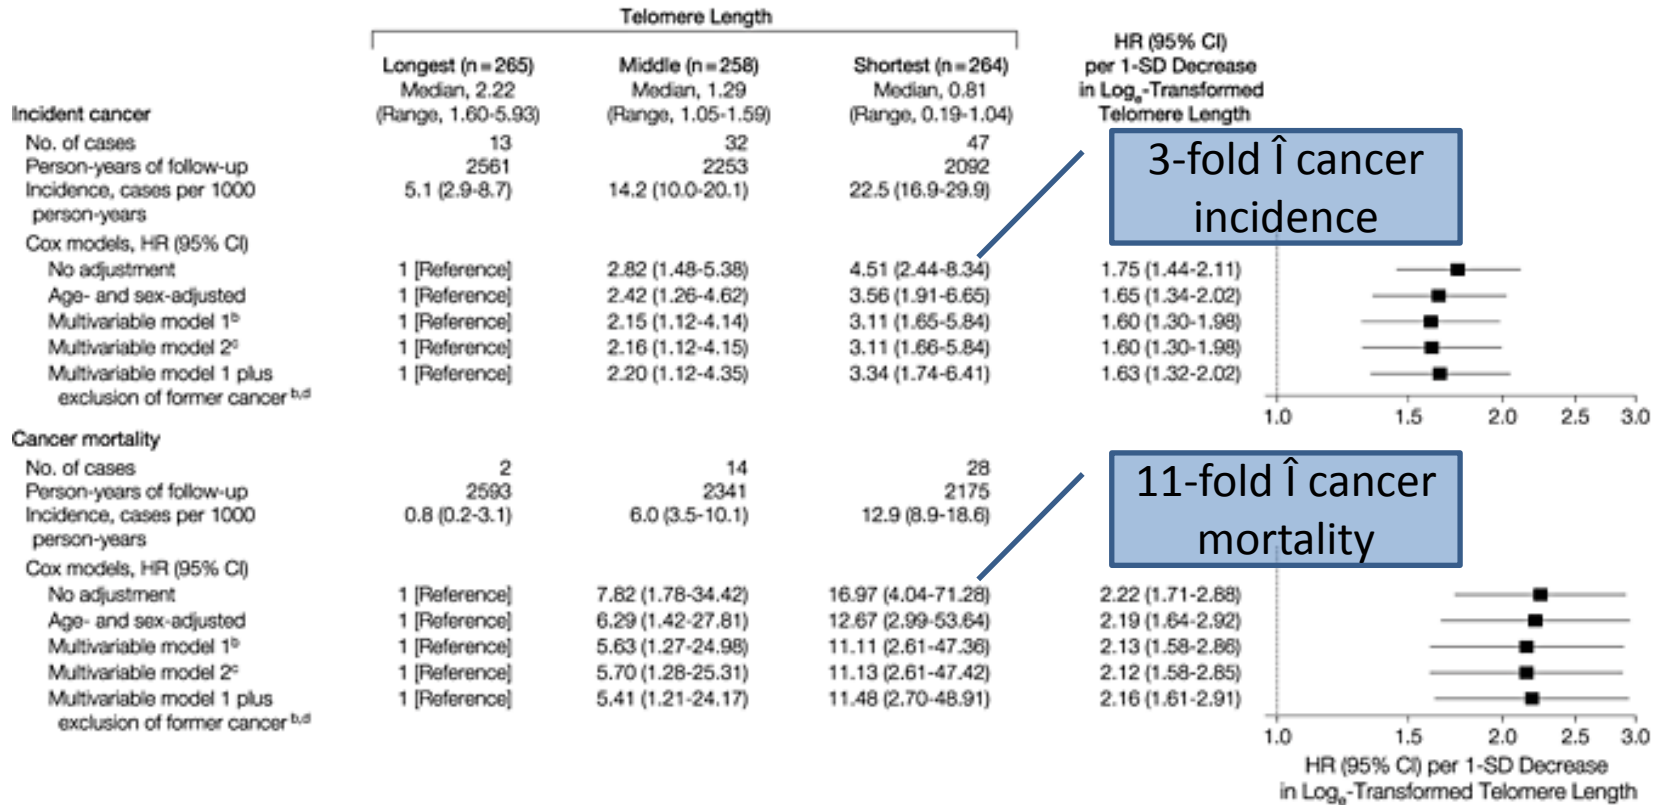 Telomere Length
Longest (n=265) Middle (n=258) Shortest (n=264) HR (95% CI)
Median, 2.22 Median, 1.29 Median, 0.81 per 1-SD Decrease
Incident cancer (Range, 1.60-5.93) (Range, 1.05-1.59) (Range, 0.19-1.04) in Logₑ-Transformed
Telomere Length
No. of cases 13 32 47
Person-years of follow-up 2561 2253 2092
Incidence, cases per 1000 5.1 (2.9-8.7) 14.2 (10.0-20.1) 22.5 (16.9-29.9)
person-years
3-fold Î cancer
incidence
Cox models, HR (95% CI)
No adjustment 1 [Reference] 2.82 (1.48-5.38) 4.51 (2.44-8.34) 1.75 (1.44-2.11)
Age- and sex-adjusted 1 [Reference] 2.42 (1.26-4.62) 3.56 (1.91-6.65) 1.65 (1.34-2.02)
Multivariable model 1ᵇ 1 [Reference] 2.15 (1.12-4.14) 3.11 (1.65-5.84) 1.60 (1.30-1.98)
Multivariable model 2ᶜ 1 [Reference] 2.16 (1.12-4.15) 3.11 (1.66-5.84) 1.60 (1.30-1.98)
Multivariable model 1 plus 1 [Reference] 2.20 (1.12-4.35) 3.34 (1.74-6.41) 1.63 (1.32-2.02)
exclusion of former cancer ᵇ,ᵈ
1.0 1.5 2.0 2.5 3.0
Cancer mortality
No. of cases 2 14 28
Person-years of follow-up 2593 2341 2175
Incidence, cases per 1000 0.8 (0.2-3.1) 6.0 (3.5-10.1) 12.9 (8.9-18.6)
person-years
11-fold Î cancer
mortality
Cox models, HR (95% CI)
No adjustment 1 [Reference] 7.82 (1.78-34.42) 16.97 (4.04-71.28) 2.22 (1.71-2.88)
Age- and sex-adjusted 1 [Reference] 6.29 (1.42-27.81) 12.67 (2.99-53.64) 2.19 (1.64-2.92)
Multivariable model 1ᵇ 1 [Reference] 5.63 (1.27-24.98) 11.11 (2.61-47.36) 2.13 (1.58-2.86)
Multivariable model 2ᶜ 1 [Reference] 5.70 (1.28-25.31) 11.13 (2.61-47.42) 2.12 (1.58-2.85)
Multivariable model 1 plus 1 [Reference] 5.41 (1.21-24.17) 11.48 (2.70-48.91) 2.16 (1.61-2.91)
exclusion of former cancer ᵇ,ᵈ
1.0 1.5 2.0 2.5 3.0
HR (95% CI) per 1-SD Decrease
in Logₑ-Transformed Telomere Length